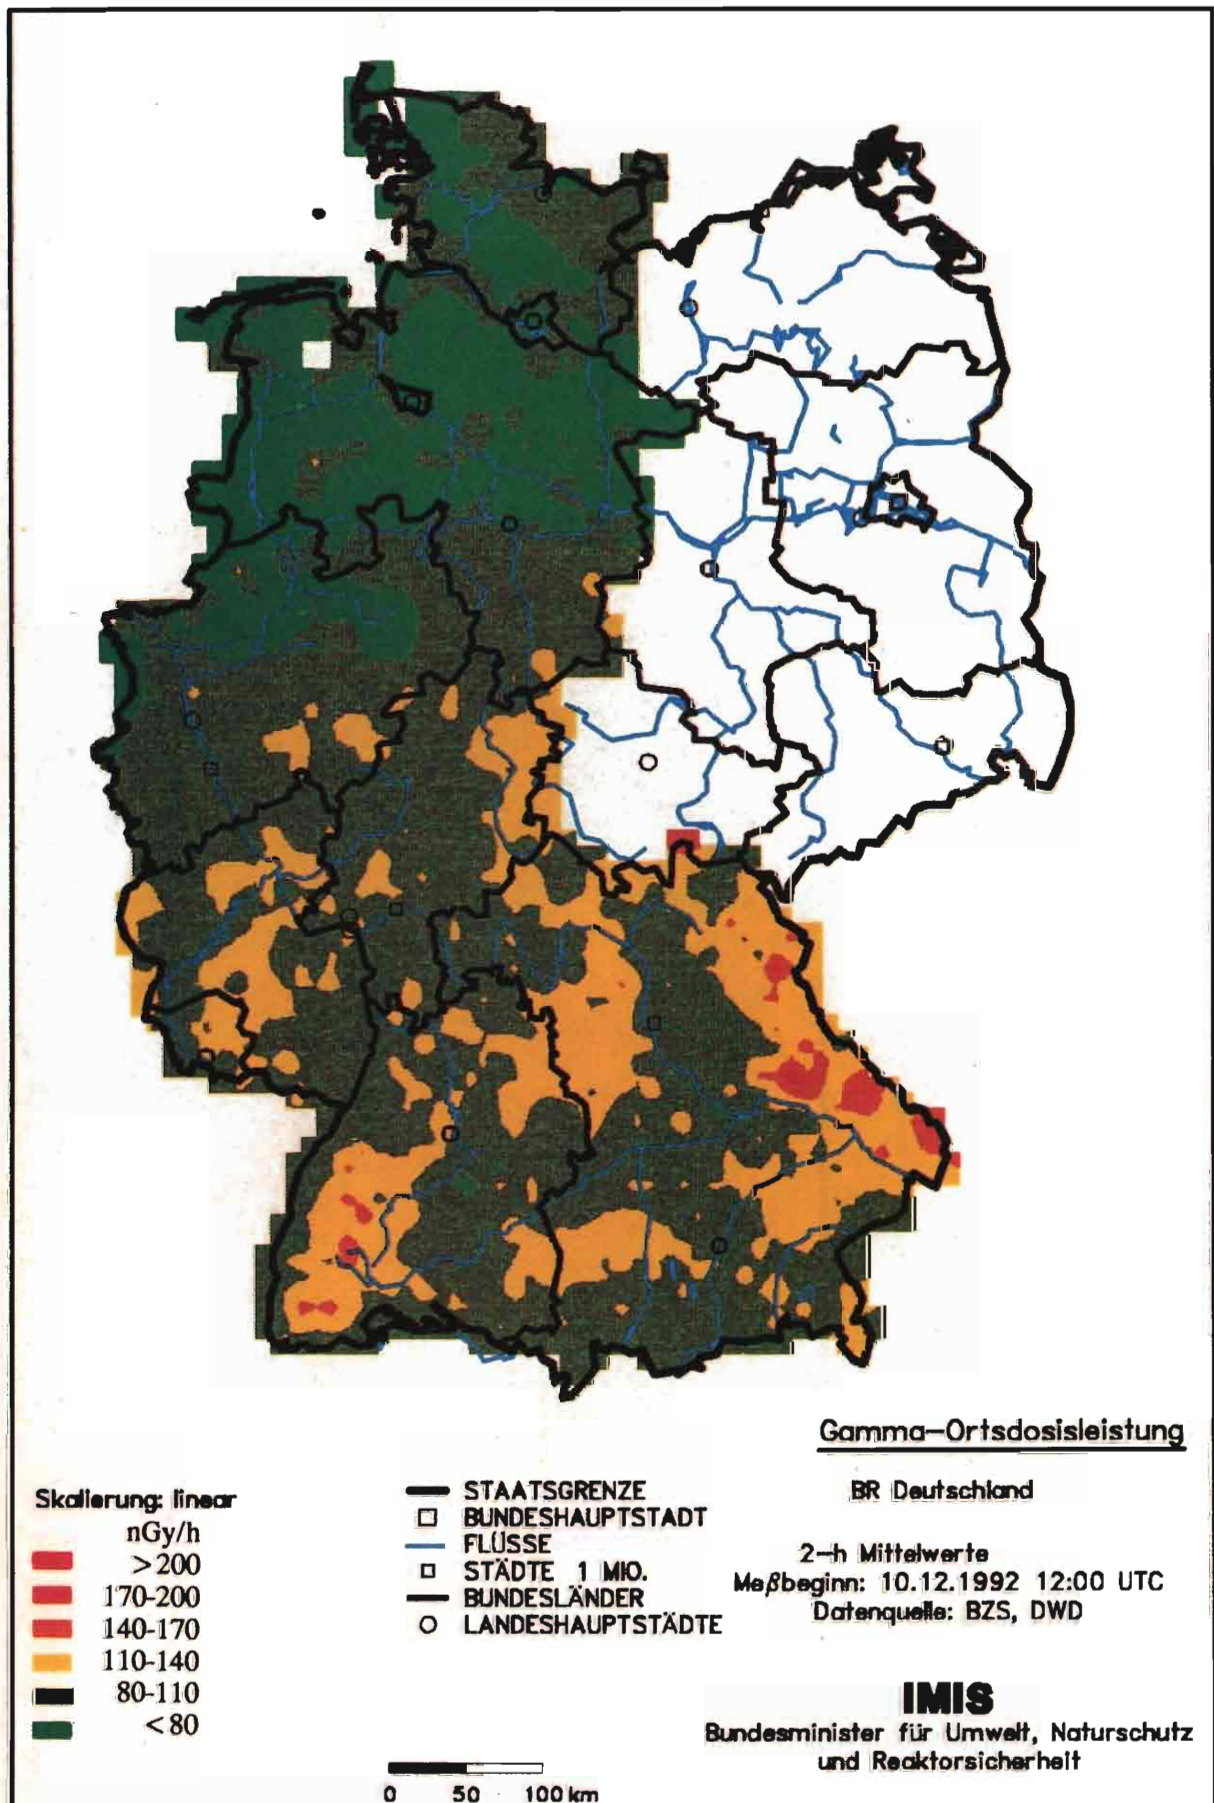 Gamma-Ortsdosisleistung
BR Deutschland
2-h Mittelwerte
Meßbeginn: 10.12.1992 12:00 UTC
Datenquelle: BZS, DWD
IMIS
Bundesminister für Umwelt, Naturschutz
und Reaktorsicherheit
Skalierung: linear
nGy/h
>200
170-200
140-170
110-140
80-110
<80
STAATSGRENZE
BUNDESHAUPTSTADT
FLÜSSE
STÄDTE 1 MIO.
BUNDESLÄNDER
LANDESHAUPTSTÄDTE
0 50 100 km